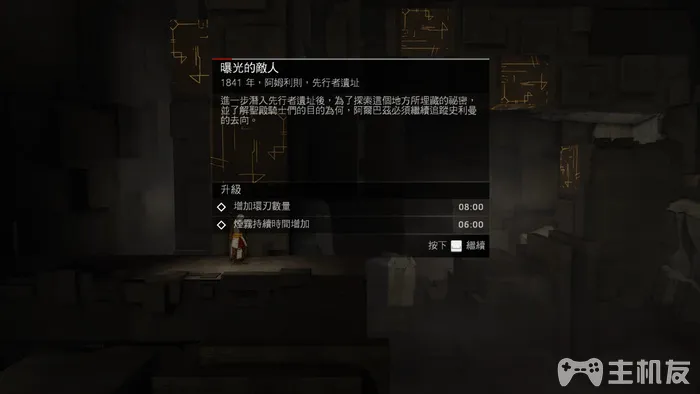 曝光的敵人
1841 年，阿姆利則，先行者遺址
進一步潛入先行者遺址後，為了探索這個地方所埋藏的祕密，
並了解聖殿騎士們的目的為何，阿爾巴茲必須繼續追蹤史利曼
的去向。
升級
增加環刃數量 08:00
煙霧持續時間增加 06:00
按下 繼續
主机友